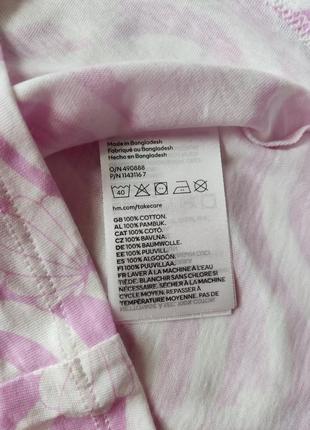 Made in Bangladesh
Fabriqué au Bangladesh
Hecho en Bangladesh
O/N 490888
P/N 1143116 7
40
hm.com/takecare
GB 100% COTTON.
AL 100% PAMBUK.
CAT 100% COTÓ.
CZ 100% BAVLNA.
DE 100% BAUMWOLLE.
EE 100% PUUVILL.
ES 100% ALGODÓN.
FI 100% PUUVILLAA.
FR LAVER À LA MACHINE À L'EAU
TIÈDE. BLANCHIR SANS CHLORE SI
NÉCESSAIRE. SÉCHER À LA MACHINE
CYCLE MOYEN. REPASSER À
TEMPÉRATURE MOYENNE. PAS DE